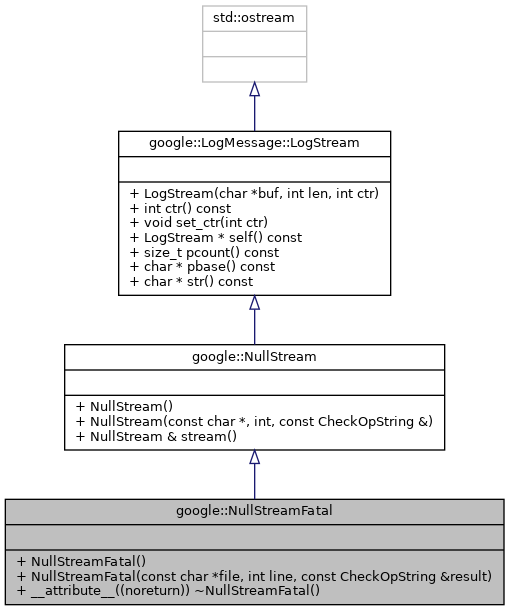 std::ostream
google::LogMessage::LogStream
+ LogStream(char *buf, int len, int ctr)
+ int ctr() const
+ void set_ctr(int ctr)
+ LogStream * self() const
+ size_t pcount() const
+ char * pbase() const
+ char * str() const
google::NullStream
+ NullStream()
+ NullStream(const char *, int, const CheckOpString &)
+ NullStream & stream()
google::NullStreamFatal
+ NullStreamFatal()
+ NullStreamFatal(const char *file, int line, const CheckOpString &result)
+ __attribute__((noreturn)) ~NullStreamFatal()